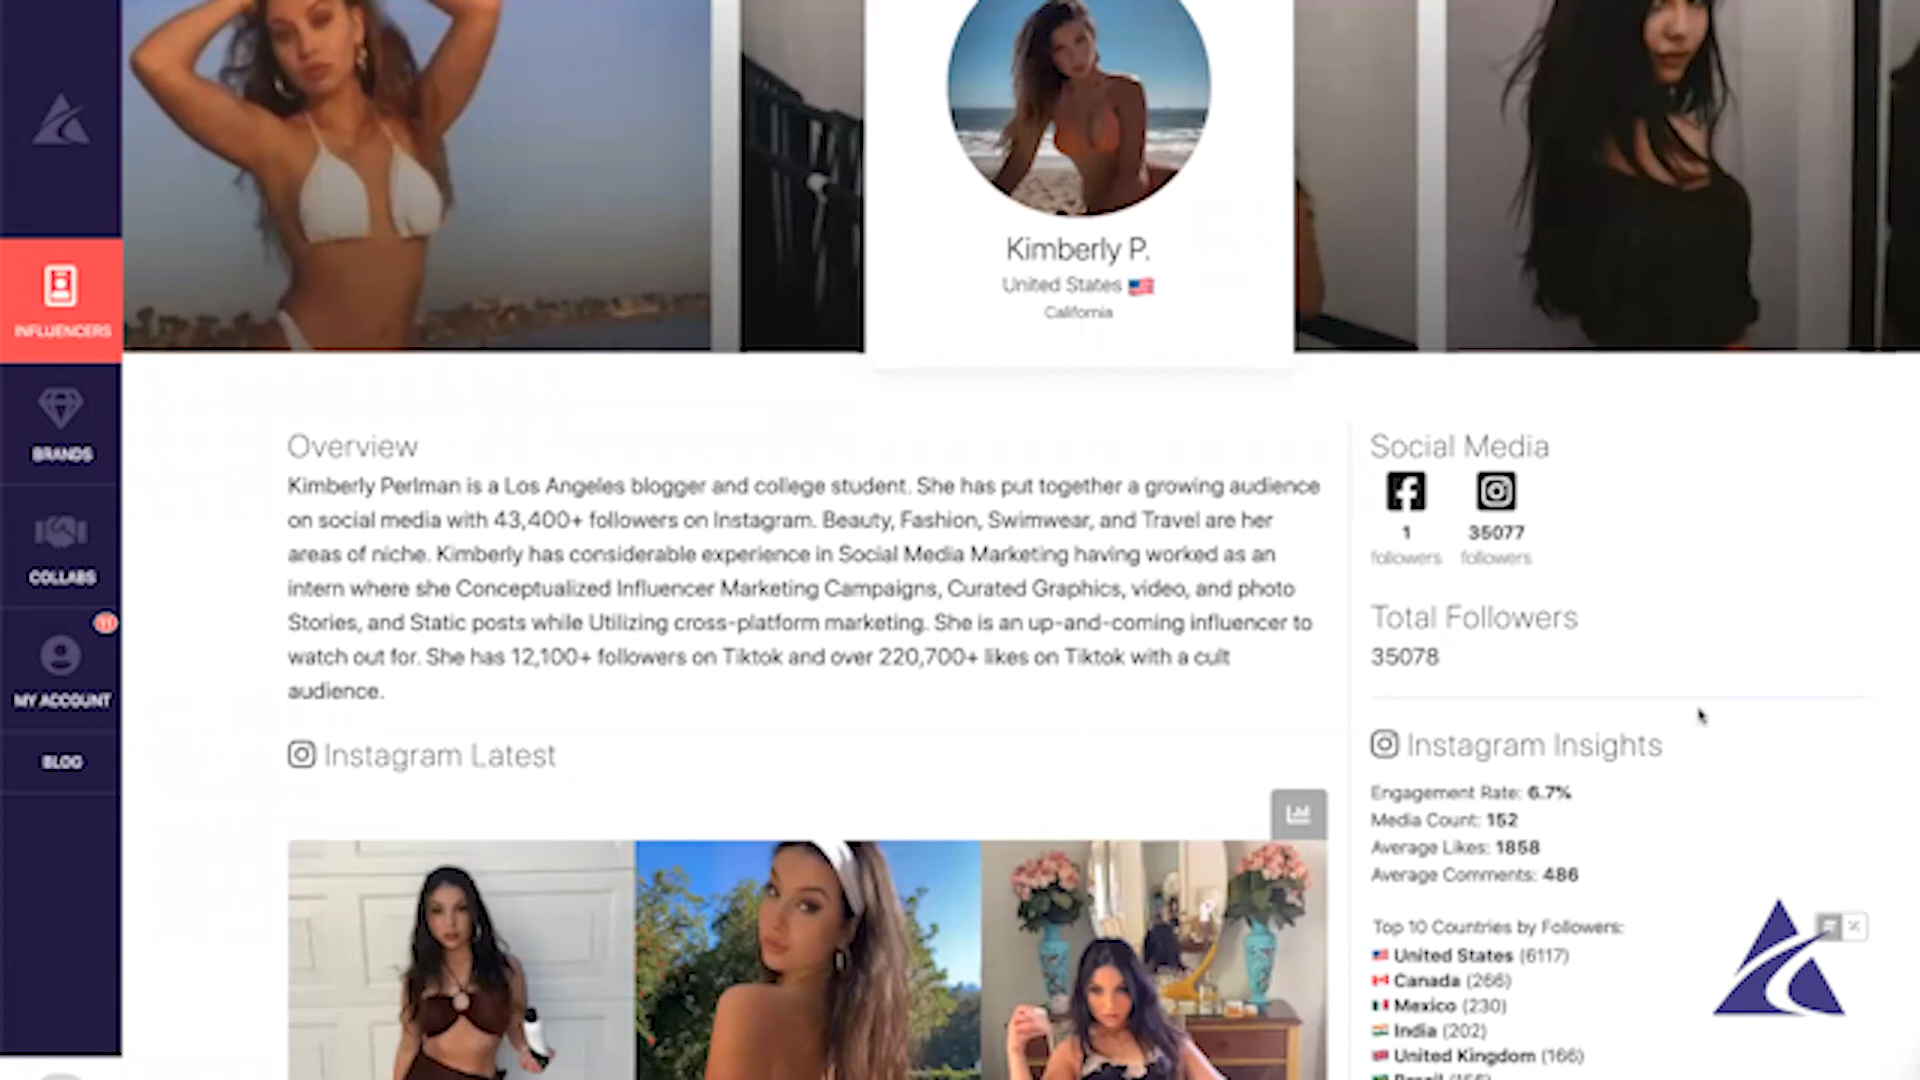 INFLUENCERS
BRANDS
COLLABS
11
MY ACCOUNT
BLOG
Kimberly P.
United States
California
Overview
Kimberly Perlman is a Los Angeles blogger and college student. She has put together a growing audience
on social media with 43,400+ followers on Instagram. Beauty, Fashion, Swimwear, and Travel are her
areas of niche. Kimberly has considerable experience in Social Media Marketing having worked as an
intern where she Conceptualized Influencer Marketing Campaigns, Curated Graphics, video, and photo
Stories, and Static posts while Utilizing cross-platform marketing. She is an up-and-coming influencer to
watch out for. She has 12,100+ followers on Tiktok and over 220,700+ likes on Tiktok with a cult
audience.
Instagram Latest
Social Media
1 35077
followers followers
Total Followers
35078
Instagram Insights
Engagement Rate: 6.7%
Media Count: 152
Average Likes: 1858
Average Comments: 486
Top 10 Countries by Followers:
United States (6117)
Canada (266)
Mexico (230)
India (202)
United Kingdom (166)